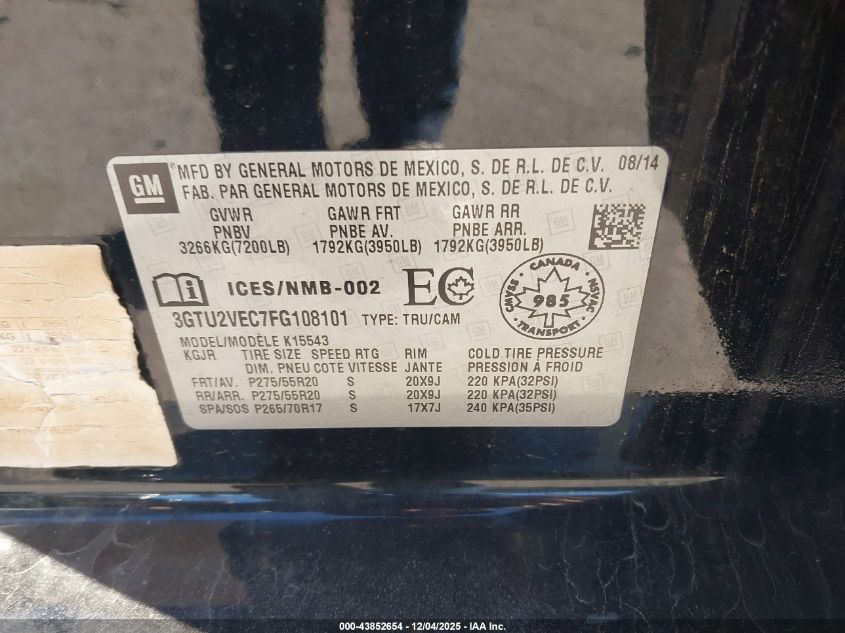 GM
MFD BY GENERAL MOTORS DE MEXICO, S. DE R.L. DE C.V. 08/14
FAB. PAR GENERAL MOTORS DE MEXICO, S. DE R.L. DE C.V.
GVWR GAWR FRT GAWR RR
PNBV PNBE AV. PNBE ARR.
3266KG(7200LB) 1792KG(3950LB) 1792KG(3950LB)
ICES/NMB-002 EC CANADA 985 TRANSPORT CMVSS NSVAC
3GTU2VEC7FG108101 TYPE: TRU/CAM
MODEL/MODÈLE K15543
KGJR TIRE SIZE SPEED RTG RIM COLD TIRE PRESSURE
DIM. PNEU COTE VITESSE JANTE PRESSION À FROID
FRT/AV. P275/55R20 S 20X9J 220 KPA(32PSI)
RR/ARR. P275/55R20 S 20X9J 220 KPA(32PSI)
SPA/SOS P265/70R17 S 17X7J 240 KPA(35PSI)
000-43852654 - 12/04/2025 - IAA Inc.